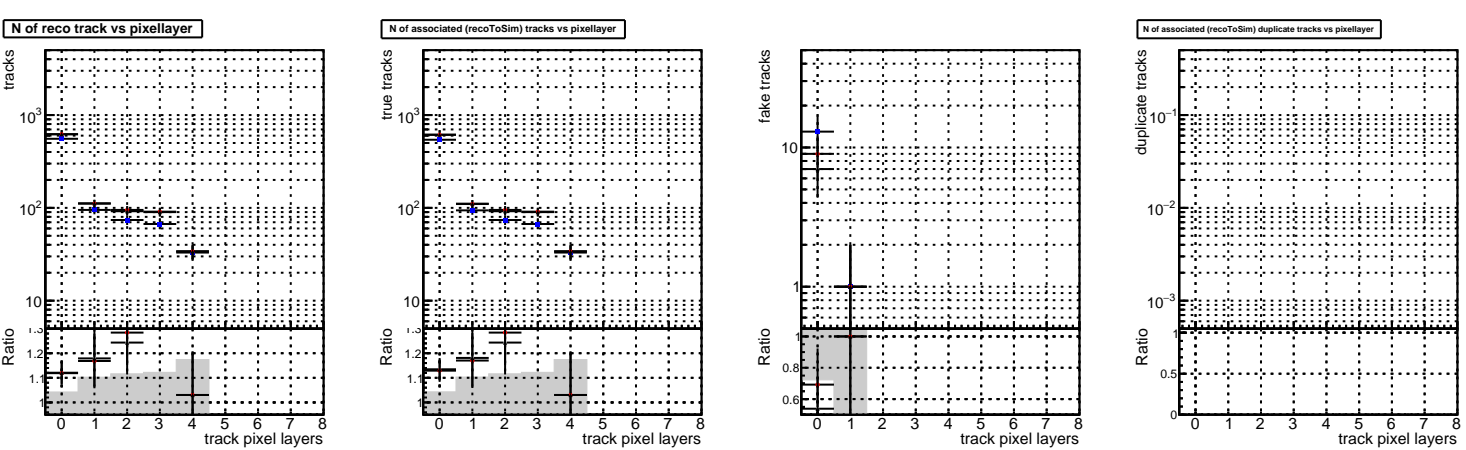 N of reco track vs pixellayer
tracks
10³
10²
10
Ratio
1.3
1.2
1.1
1
0 1 2 3 4 5 6 7 8
track pixel layers
N of associated (recoToSim) tracks vs pixellayer
true tracks
10³
10²
10
Ratio
1.3
1.2
1.1
1
0 1 2 3 4 5 6 7 8
track pixel layers
fake tracks
10
1
Ratio
1
0.8
0.6
0 1 2 3 4 5 6 7 8
track pixel layers
N of associated (recoToSim) duplicate tracks vs pixellayer
duplicate tracks
10⁻¹
10⁻²
10⁻³
Ratio
1
0.5
0
0 1 2 3 4 5 6 7 8
track pixel layers